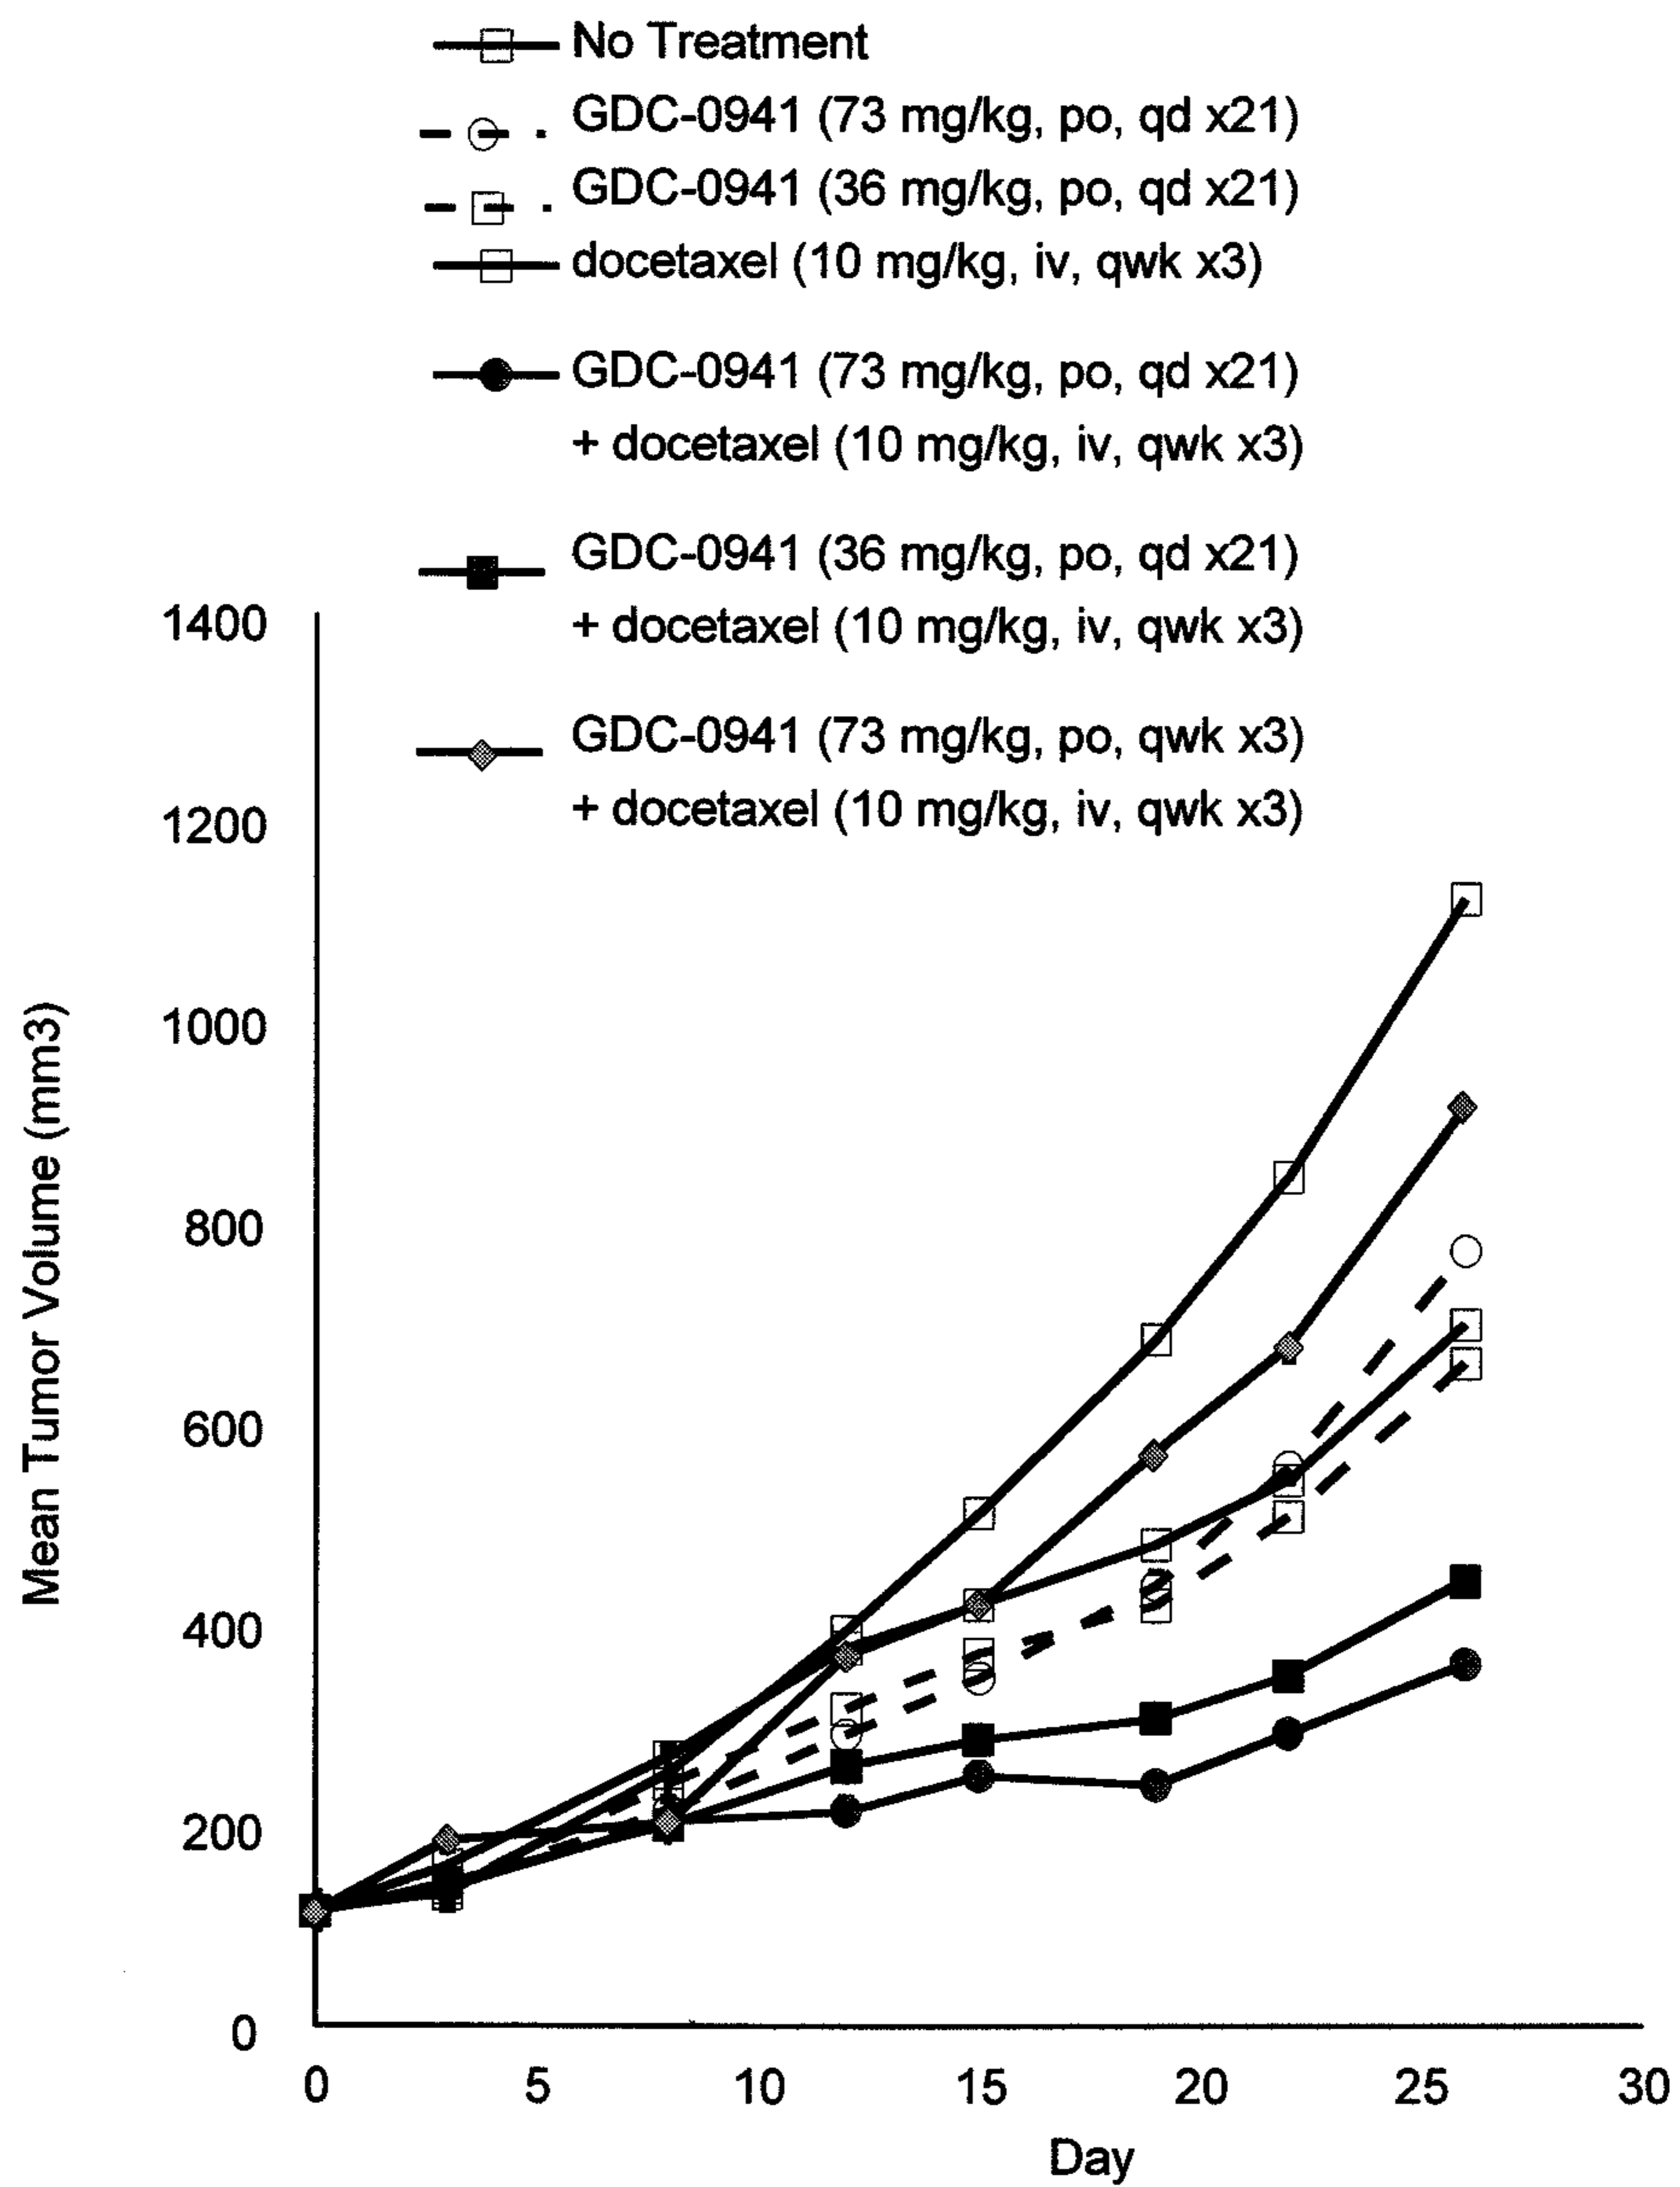 No Treatment
GDC-0941 (73 mg/kg, po, qd x21)
GDC-0941 (36 mg/kg, po, qd x21)
docetaxel (10 mg/kg, iv, qwk x3)
GDC-0941 (73 mg/kg, po, qd x21)
+ docetaxel (10 mg/kg, iv, qwk x3)
GDC-0941 (36 mg/kg, po, qd x21)
+ docetaxel (10 mg/kg, iv, qwk x3)
GDC-0941 (73 mg/kg, po, qwk x3)
+ docetaxel (10 mg/kg, iv, qwk x3)
1400
1200
1000
800
600
400
200
0
Mean Tumor Volume (mm3)
0 5 10 15 20 25 30
Day